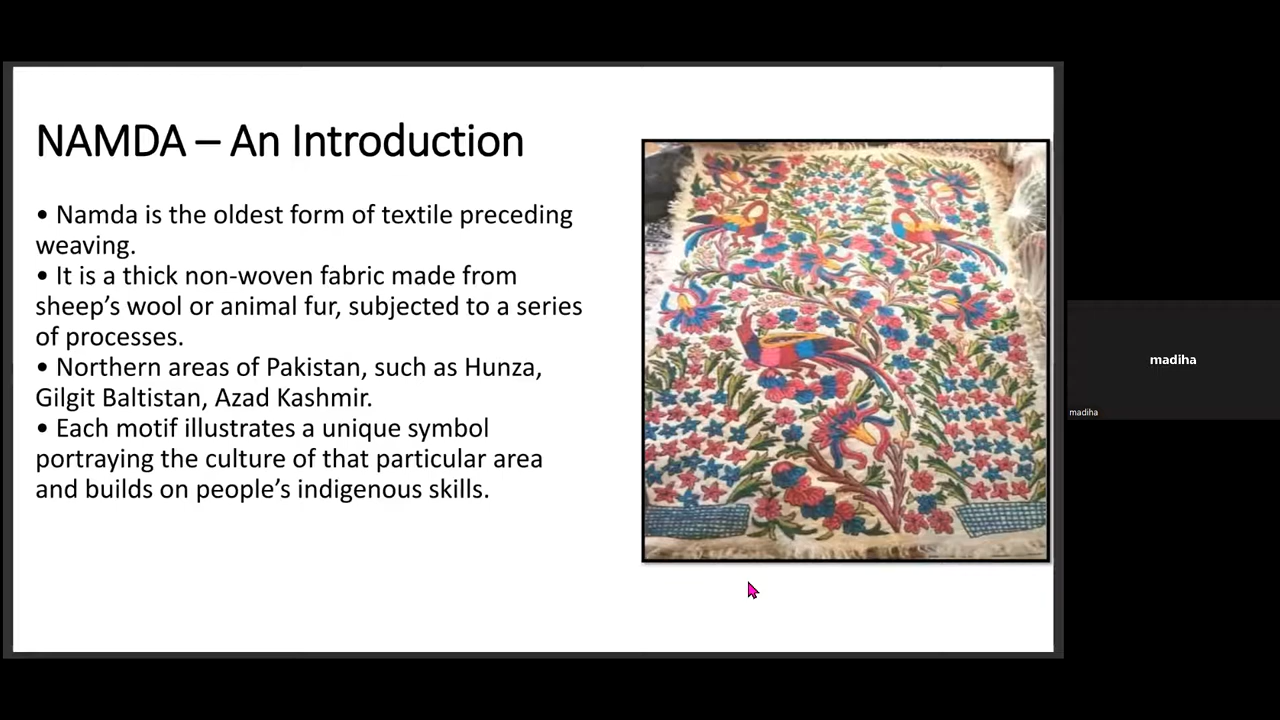 NAMDA – An Introduction
• Namda is the oldest form of textile preceding
weaving.
• It is a thick non-woven fabric made from
sheep’s wool or animal fur, subjected to a series
of processes.
• Northern areas of Pakistan, such as Hunza,
Gilgit Baltistan, Azad Kashmir.
• Each motif illustrates a unique symbol
portraying the culture of that particular area
and builds on people’s indigenous skills.
madiha
madiha